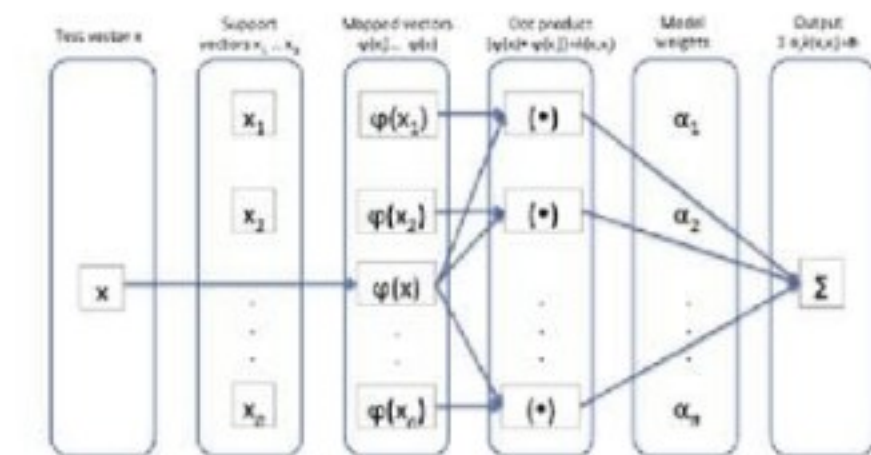 Test vector x
Support
vectors x₁ ... xₙ
Mapped vectors
φ(x₁)... φ(x)
Dot product
Model
weights
Output
x₁
φ(x₁)
(•)
α₁
x₂
φ(x₂)
(•)
α₂
x
φ(x)
Σ
xₙ
φ(xₙ)
(•)
αₙ